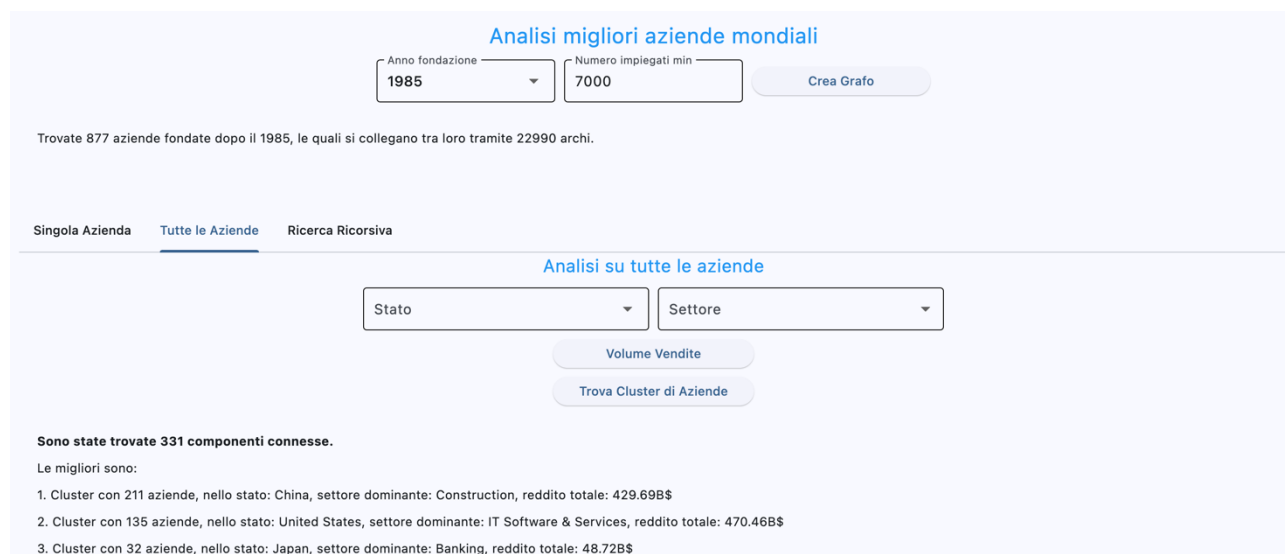 Analisi migliori aziende mondiali
Anno fondazione
1985
Numero impiegati min
7000
Crea Grafo
Trovate 877 aziende fondate dopo il 1985, le quali si collegano tra loro tramite 22990 archi.
Singola Azienda Tutte le Aziende Ricerca Ricorsiva
Analisi su tutte le aziende
Stato Settore
Volume Vendite
Trova Cluster di Aziende
Sono state trovate 331 componenti connesse.
Le migliori sono:
1. Cluster con 211 aziende, nello stato: China, settore dominante: Construction, reddito totale: 429.69B$
2. Cluster con 135 aziende, nello stato: United States, settore dominante: IT Software & Services, reddito totale: 470.46B$
3. Cluster con 32 aziende, nello stato: Japan, settore dominante: Banking, reddito totale: 48.72B$